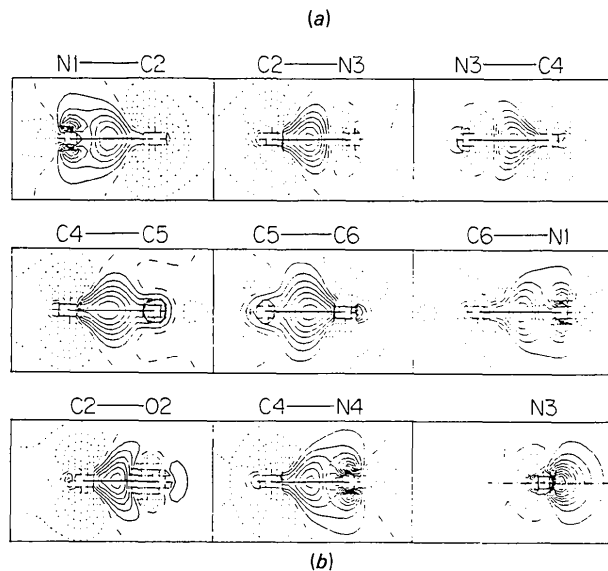 (a)
N1—C2 C2—N3 N3—C4
C4—C5 C5—C6 C6—N1
C2—O2 C4—N4 N3
(b)